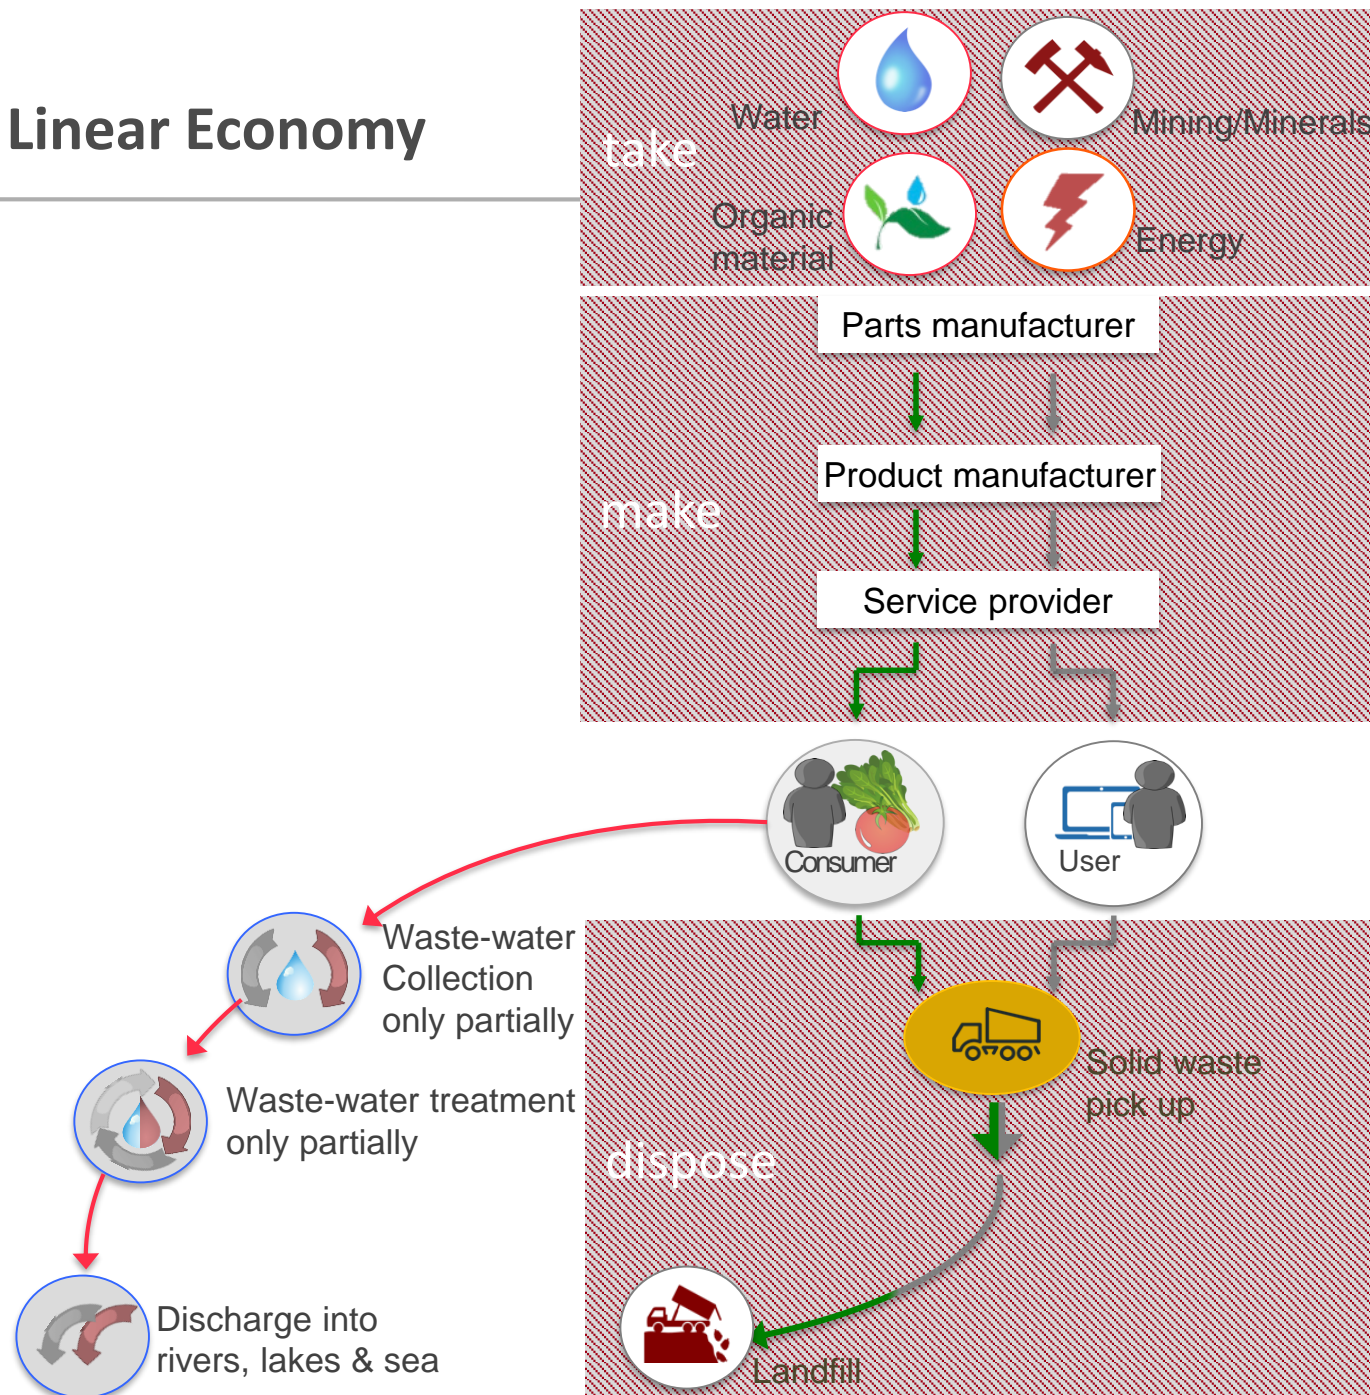 Linear Economy
take
Water
Mining/Minerals
Organic
material
Energy
Parts manufacturer
Product manufacturer
make
Service provider
Consumer
User
Waste-water
Collection
only partially
Solid waste
pick up
Waste-water treatment
only partially
dispose
Discharge into
rivers, lakes & sea
Landfill